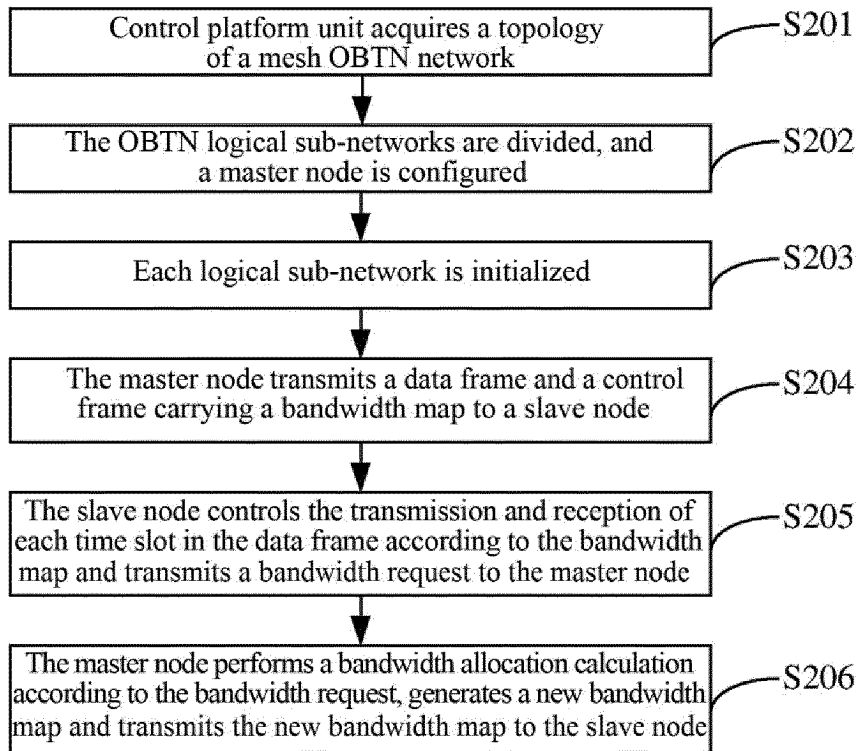 Control platform unit acquires a topology
of a mesh OBTN network
S201
The OBTN logical sub-networks are divided, and
a master node is configured
S202
Each logical sub-network is initialized
S203
The master node transmits a data frame and a control
frame carrying a bandwidth map to a slave node
S204
The slave node controls the transmission and reception of
each time slot in the data frame according to the bandwidth
map and transmits a bandwidth request to the master node
S205
The master node performs a bandwidth allocation calculation
according to the bandwidth request, generates a new bandwidth
map and transmits the new bandwidth map to the slave node
S206